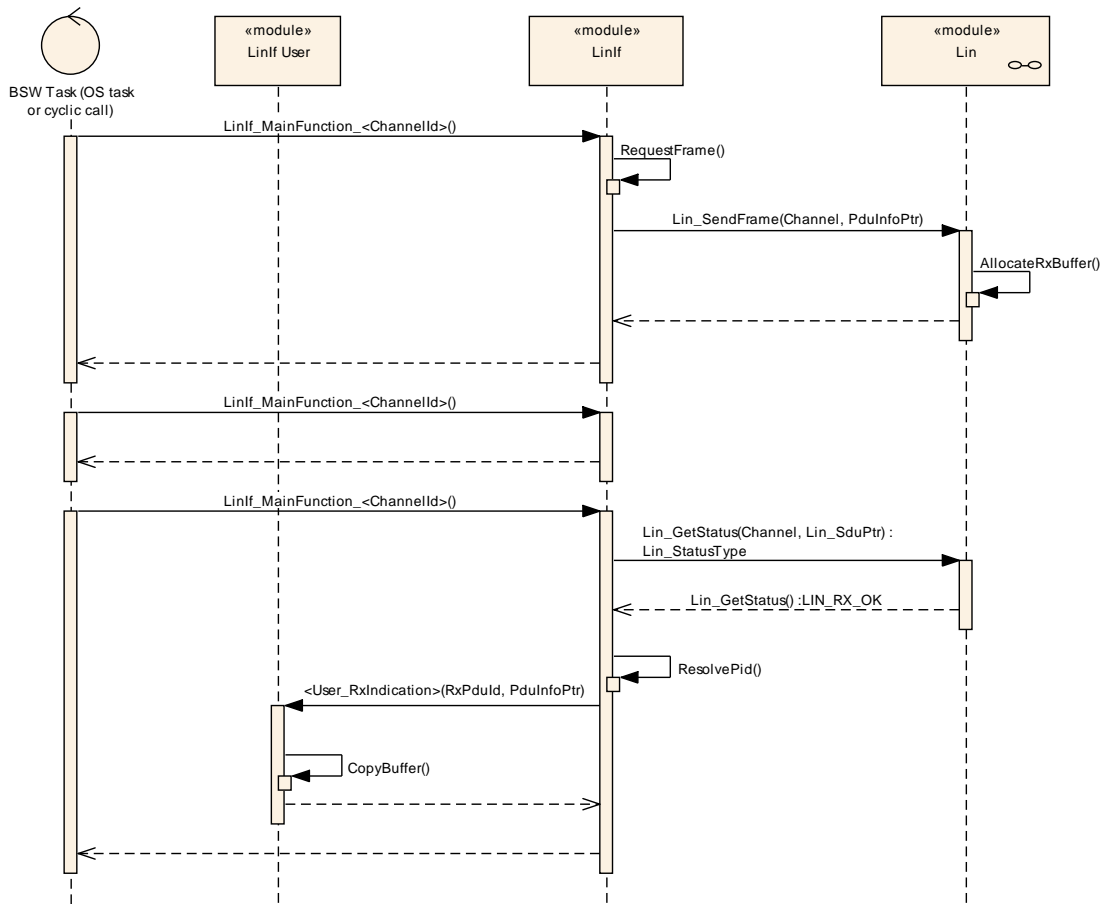 «module»
LinIf User
«module»
LinIf
«module»
Lin
BSW Task (OS task
or cyclic call)
LinIf_MainFunction_<ChannelId>()
RequestFrame()
Lin_SendFrame(Channel, PduInfoPtr)
AllocateRxBuffer()
LinIf_MainFunction_<ChannelId>()
LinIf_MainFunction_<ChannelId>()
Lin_GetStatus(Channel, Lin_SduPtr) :
Lin_StatusType
Lin_GetStatus() :LIN_RX_OK
ResolvePid()
<User_RxIndication>(RxPduId, PduInfoPtr)
CopyBuffer()